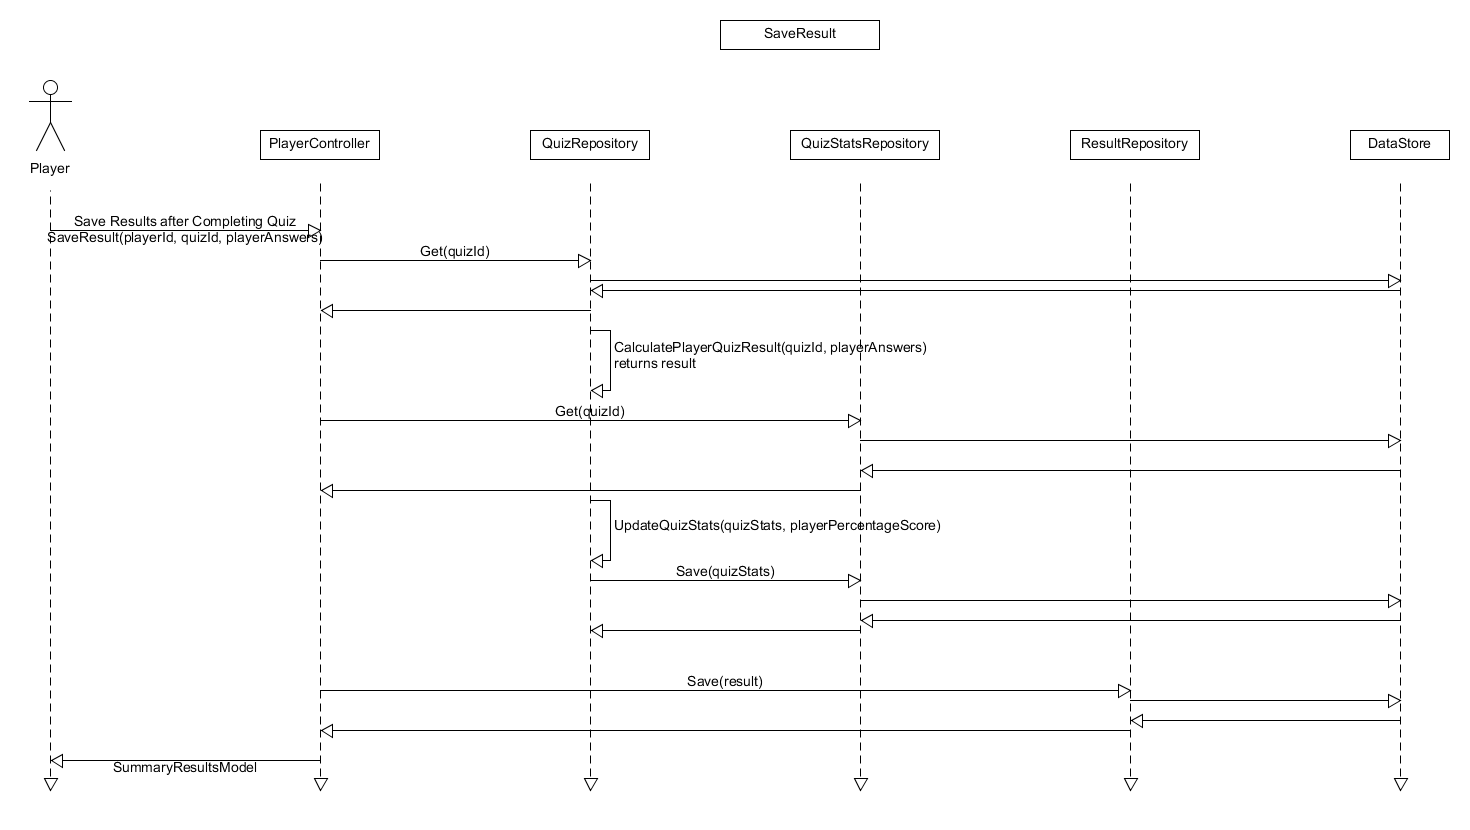 SaveResult
Player
PlayerController
QuizRepository
QuizStatsRepository
ResultRepository
DataStore
Save Results after Completing Quiz
SaveResult(playerId, quizId, playerAnswers)
Get(quizId)
CalculatePlayerQuizResult(quizId, playerAnswers)
returns result
Get(quizId)
UpdateQuizStats(quizStats, playerPercentageScore)
Save(quizStats)
Save(result)
SummaryResultsModel